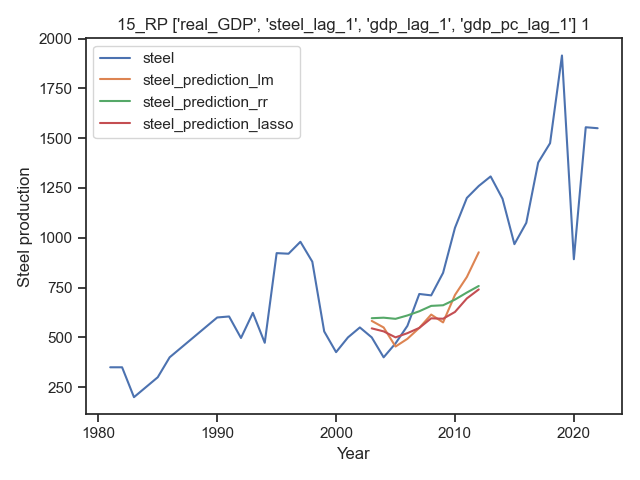 15_RP ['real_GDP', 'steel_lag_1', 'gdp_lag_1', 'gdp_pc_lag_1'] 1
steel
steel_prediction_lm
steel_prediction_rr
steel_prediction_lasso
Steel production
2000
1750
1500
1250
1000
750
500
250
1980 1990 2000 2010 2020
Year